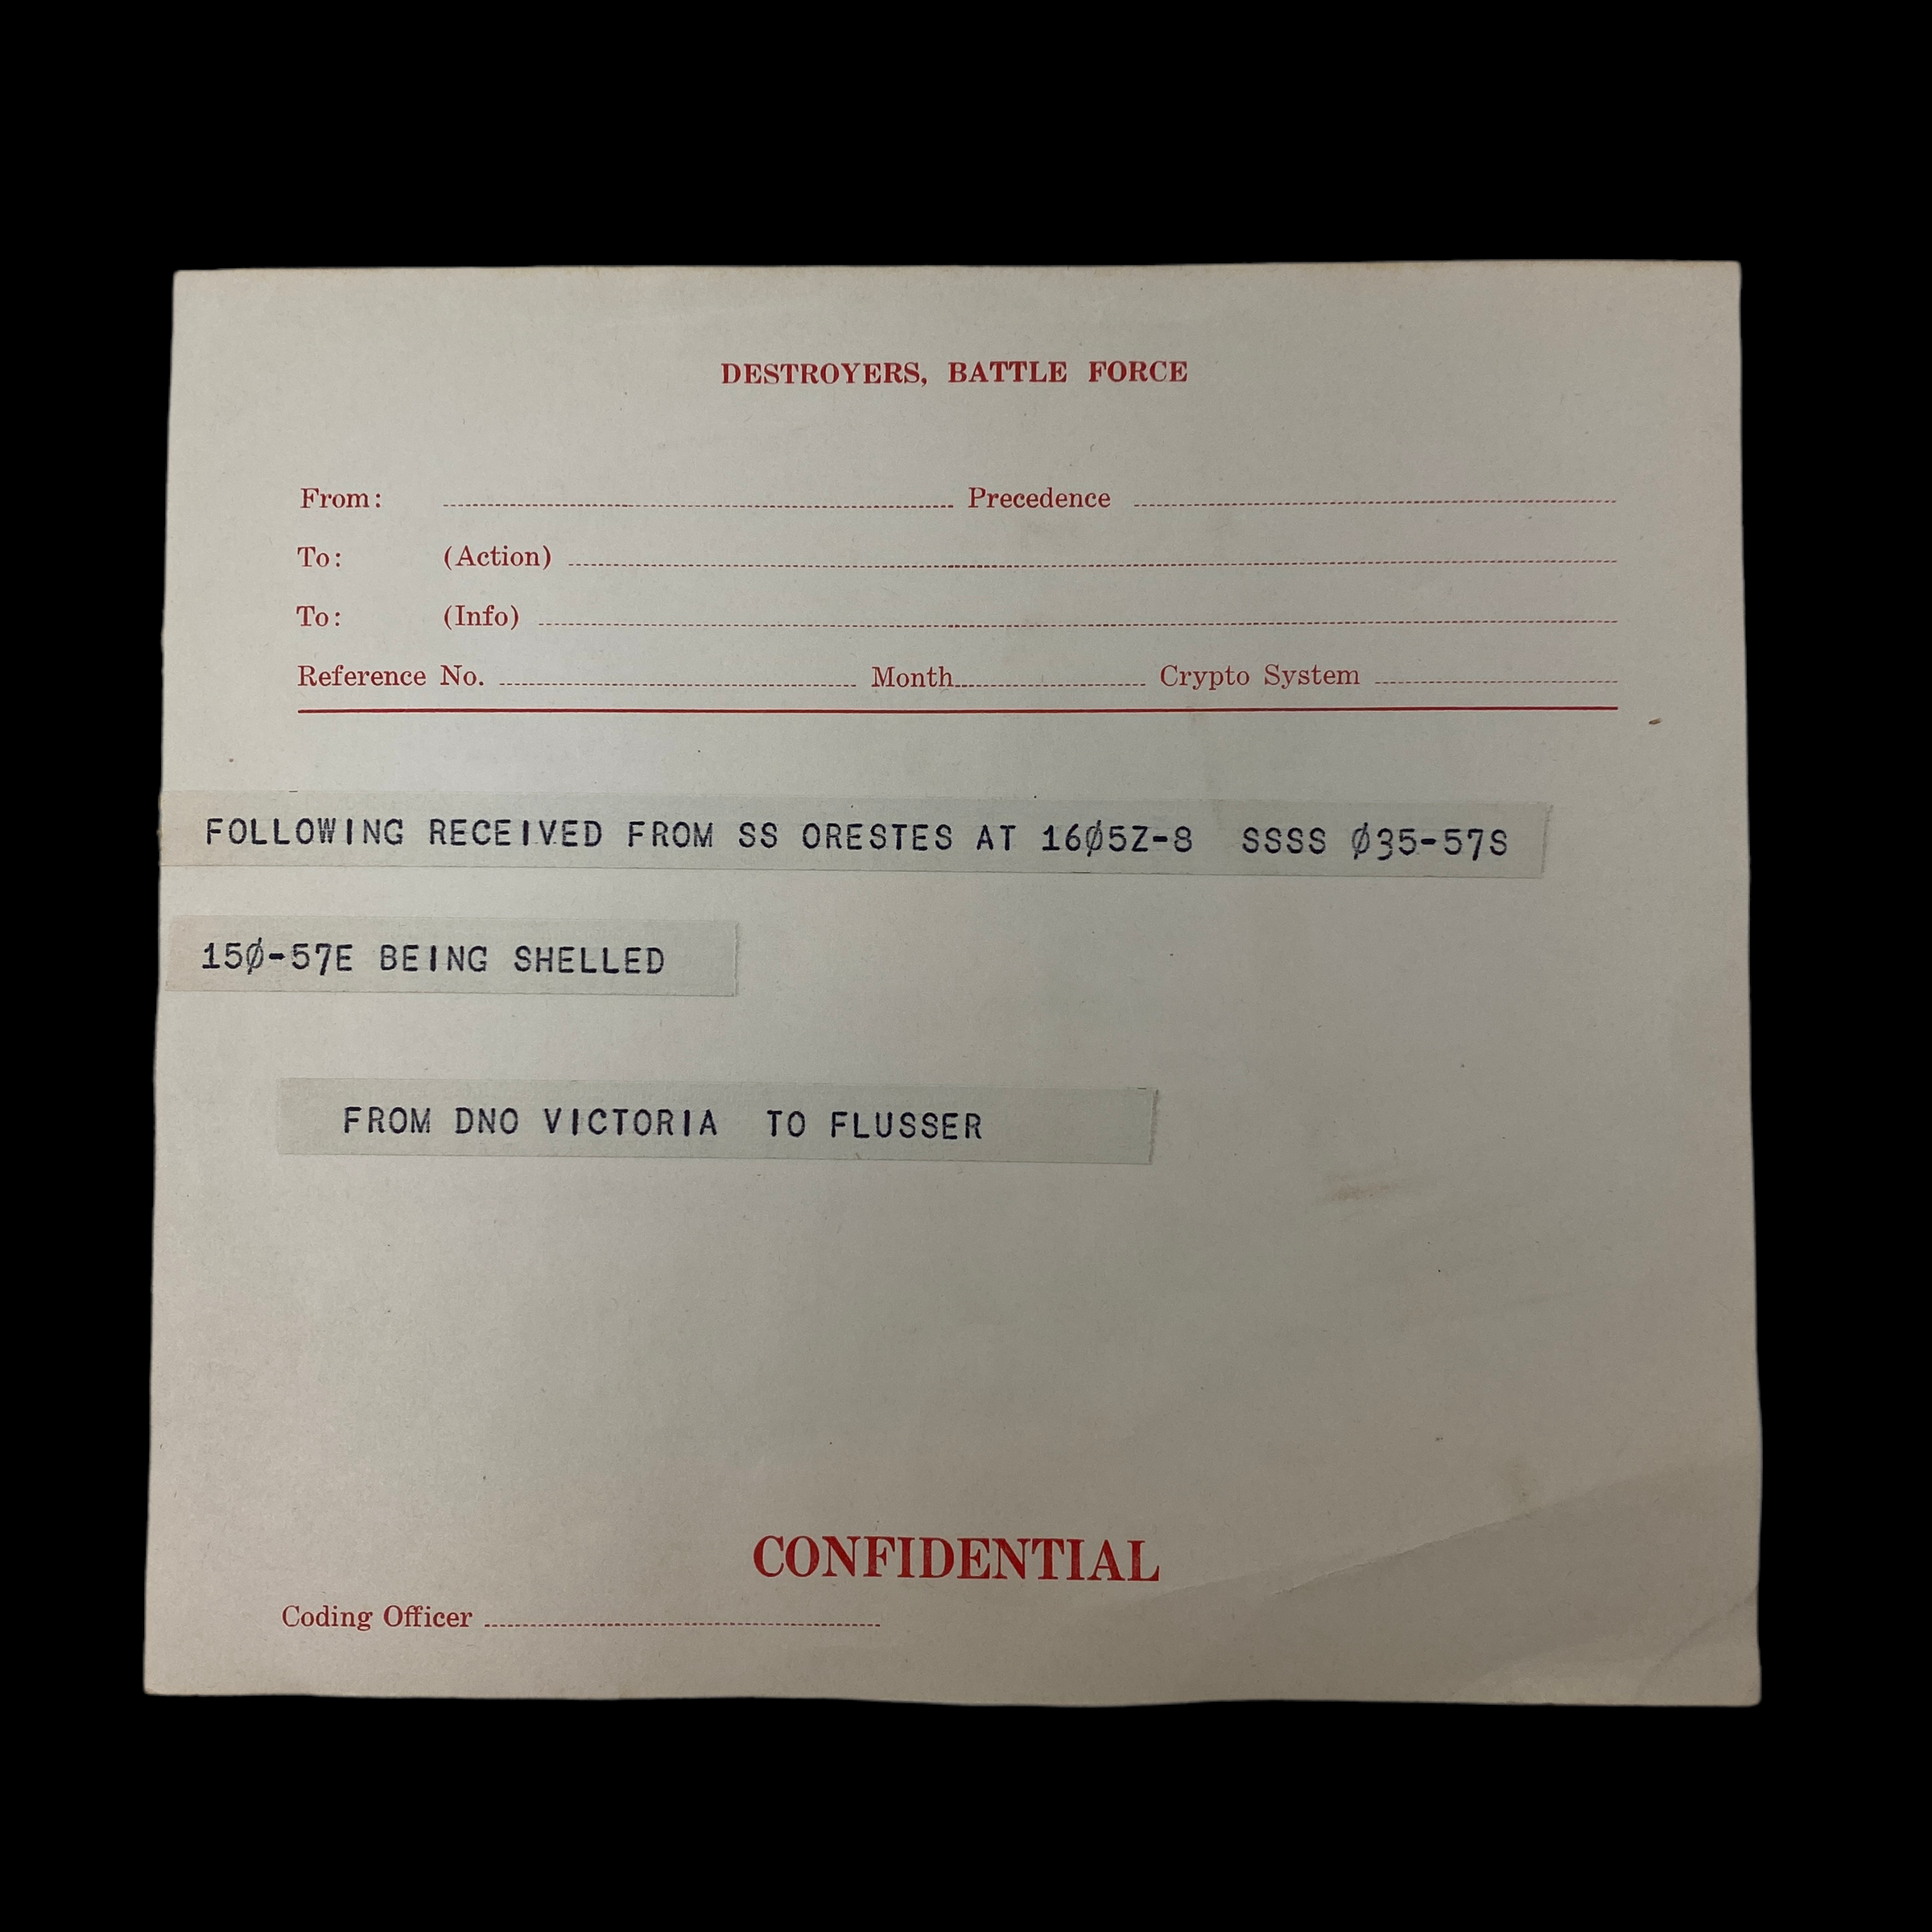 DESTROYERS, BATTLE FORCE
From: Precedence
To: (Action)
To: (Info)
Reference No. Month Crypto System
FOLLOWING RECEIVED FROM SS ORESTES AT 16Ø5Z-8 SSSS Ø35-57S
15Ø-57E BEING SHELLED
FROM DNO VICTORIA TO FLUSSER
CONFIDENTIAL
Coding Officer